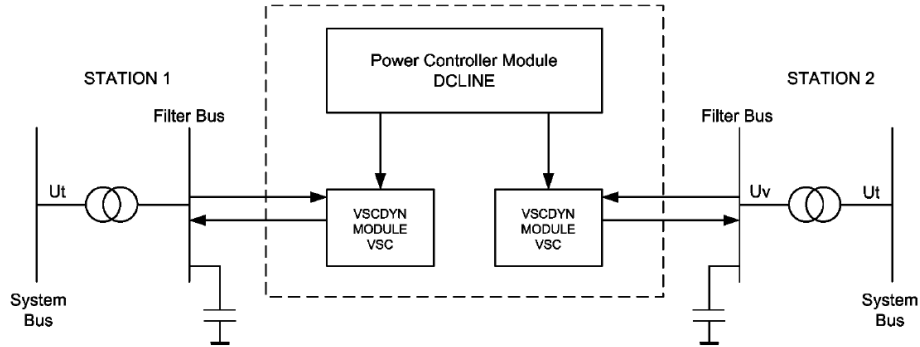 Power Controller Module
DCLINE
STATION 1
STATION 2
Filter Bus
Filter Bus
Ut
Uv
Ut
VSCDYN
MODULE
VSC
VSCDYN
MODULE
VSC
System
Bus
System
Bus